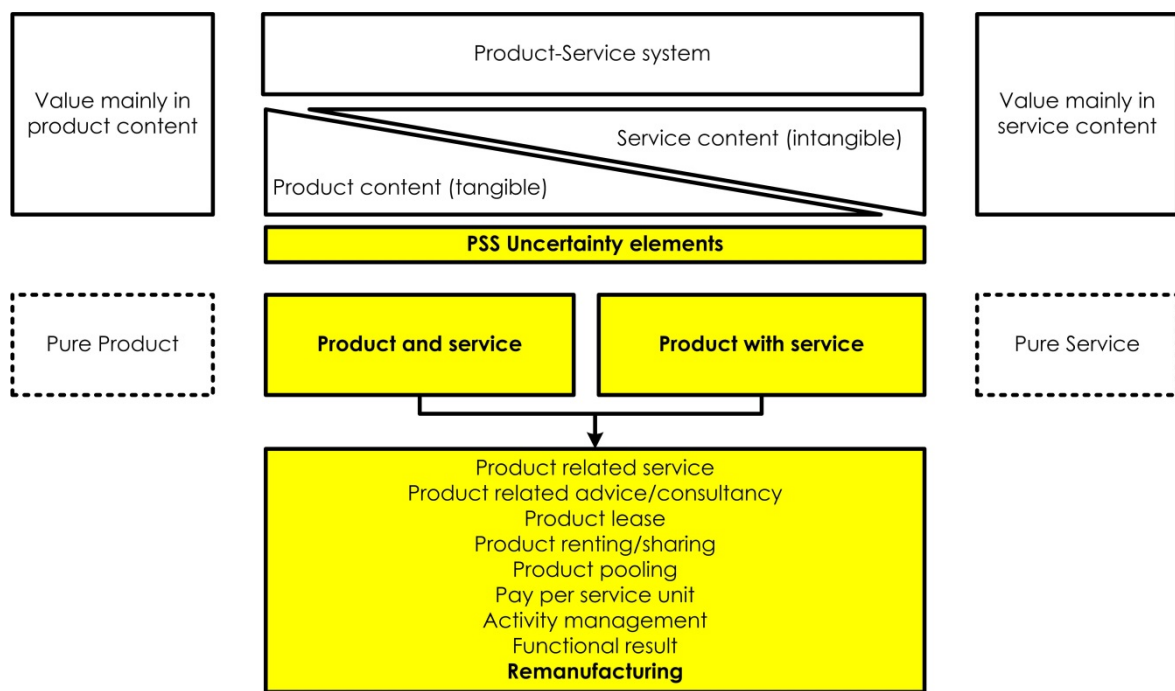 Product-Service system
Value mainly in
product content
Service content (intangible)
Product content (tangible)
Value mainly in
service content
PSS Uncertainty elements
Pure Product
Product and service
Product with service
Pure Service
Product related service
Product related advice/consultancy
Product lease
Product renting/sharing
Product pooling
Pay per service unit
Activity management
Functional result
Remanufacturing